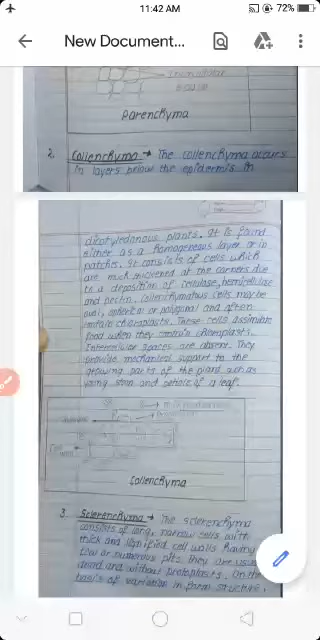 11:42 AM
72%
New Document...
Parenchyma
2. Collenchyma → The collenchyma occurs
in layers below the epidermis in
dicotyledonous plants. It is found
either as a homogeneous layer or in
patches. It consists of cells which
are much thickened at the corners due
to a deposition of cellulose, hemicellulose
and pectin. Collenchymatous cells may be
oval, spherical or polygonal and often
contain chloroplasts. These cells assimilate
food when they contain chloroplasts.
Intercellular spaces are absent. They
provide mechanical support to the
growing parts of the plant such as
young stem and petiole of a leaf.
Cell wall
Collenchyma
3. Sclerenchyma → The sclerenchyma
consists of long, narrow cells with
thick and lignified cell walls having
few or numerous pits. They are usua
dead and without protoplasts. On the
basis of variation in form, structure,